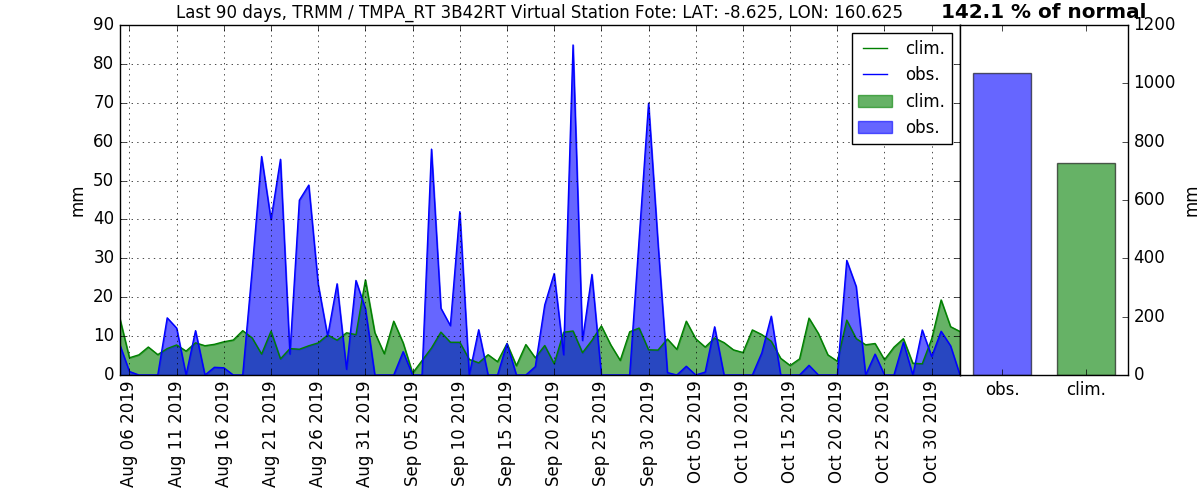 Last 90 days, TRMM / TMPA_RT 3B42RT Virtual Station Fote: LAT: -8.625, LON: 160.625
142.1 % of normal
90
80
70
60
50
40
30
20
10
0
mm
clim.
obs.
clim.
obs.
1200
1000
800
600
400
200
0
mm
obs.
clim.
Aug 06 2019
Aug 11 2019
Aug 16 2019
Aug 21 2019
Aug 26 2019
Aug 31 2019
Sep 05 2019
Sep 10 2019
Sep 15 2019
Sep 20 2019
Sep 25 2019
Sep 30 2019
Oct 05 2019
Oct 10 2019
Oct 15 2019
Oct 20 2019
Oct 25 2019
Oct 30 2019